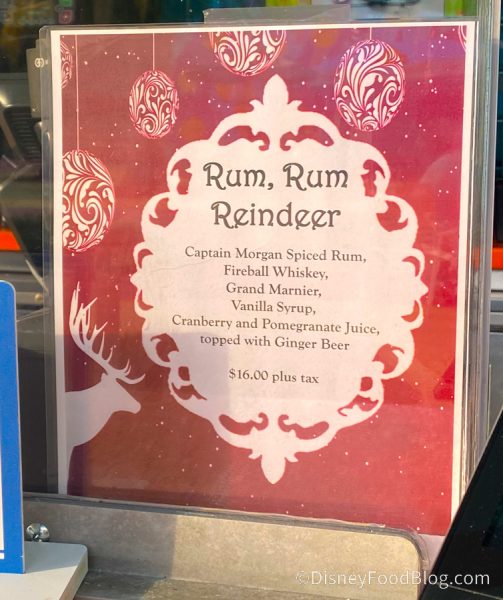 Rum, Rum
Reindeer
Captain Morgan Spiced Rum,
Fireball Whiskey,
Grand Marnier,
Vanilla Syrup,
Cranberry and Pomegranate Juice,
topped with Ginger Beer
$16.00 plus tax
©DisneyFoodBlog.com